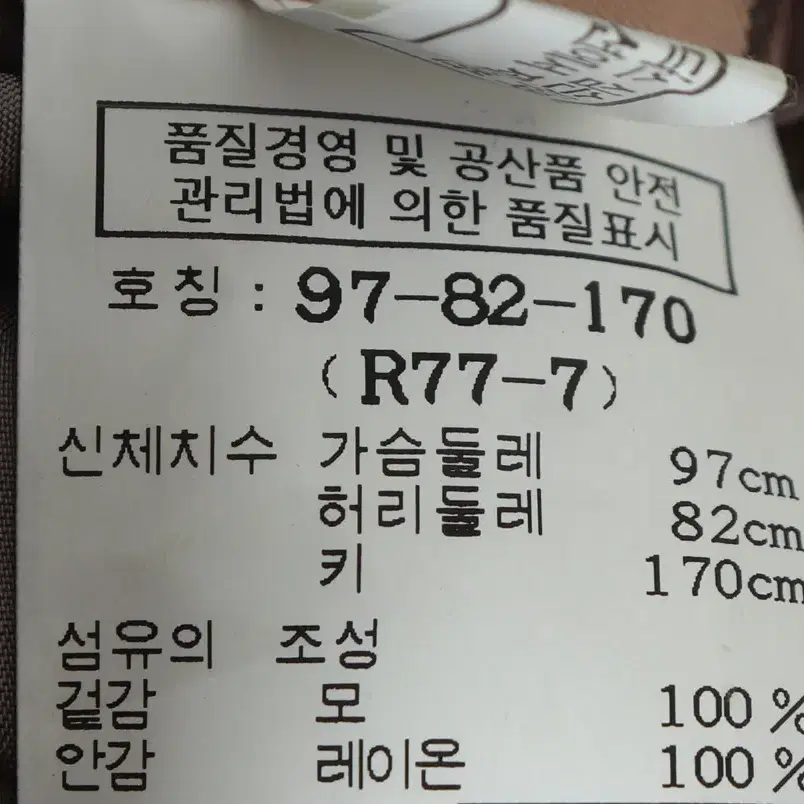 품질경영 및 공산품 안전
관리법에 의한 품질표시
호칭 : 97-82-170
(R77-7)
신체치수 가슴둘레 97cm
허리둘레 82cm
키 170cm
섬유의 조성
겉감 모 100%
안감 레이온 100%